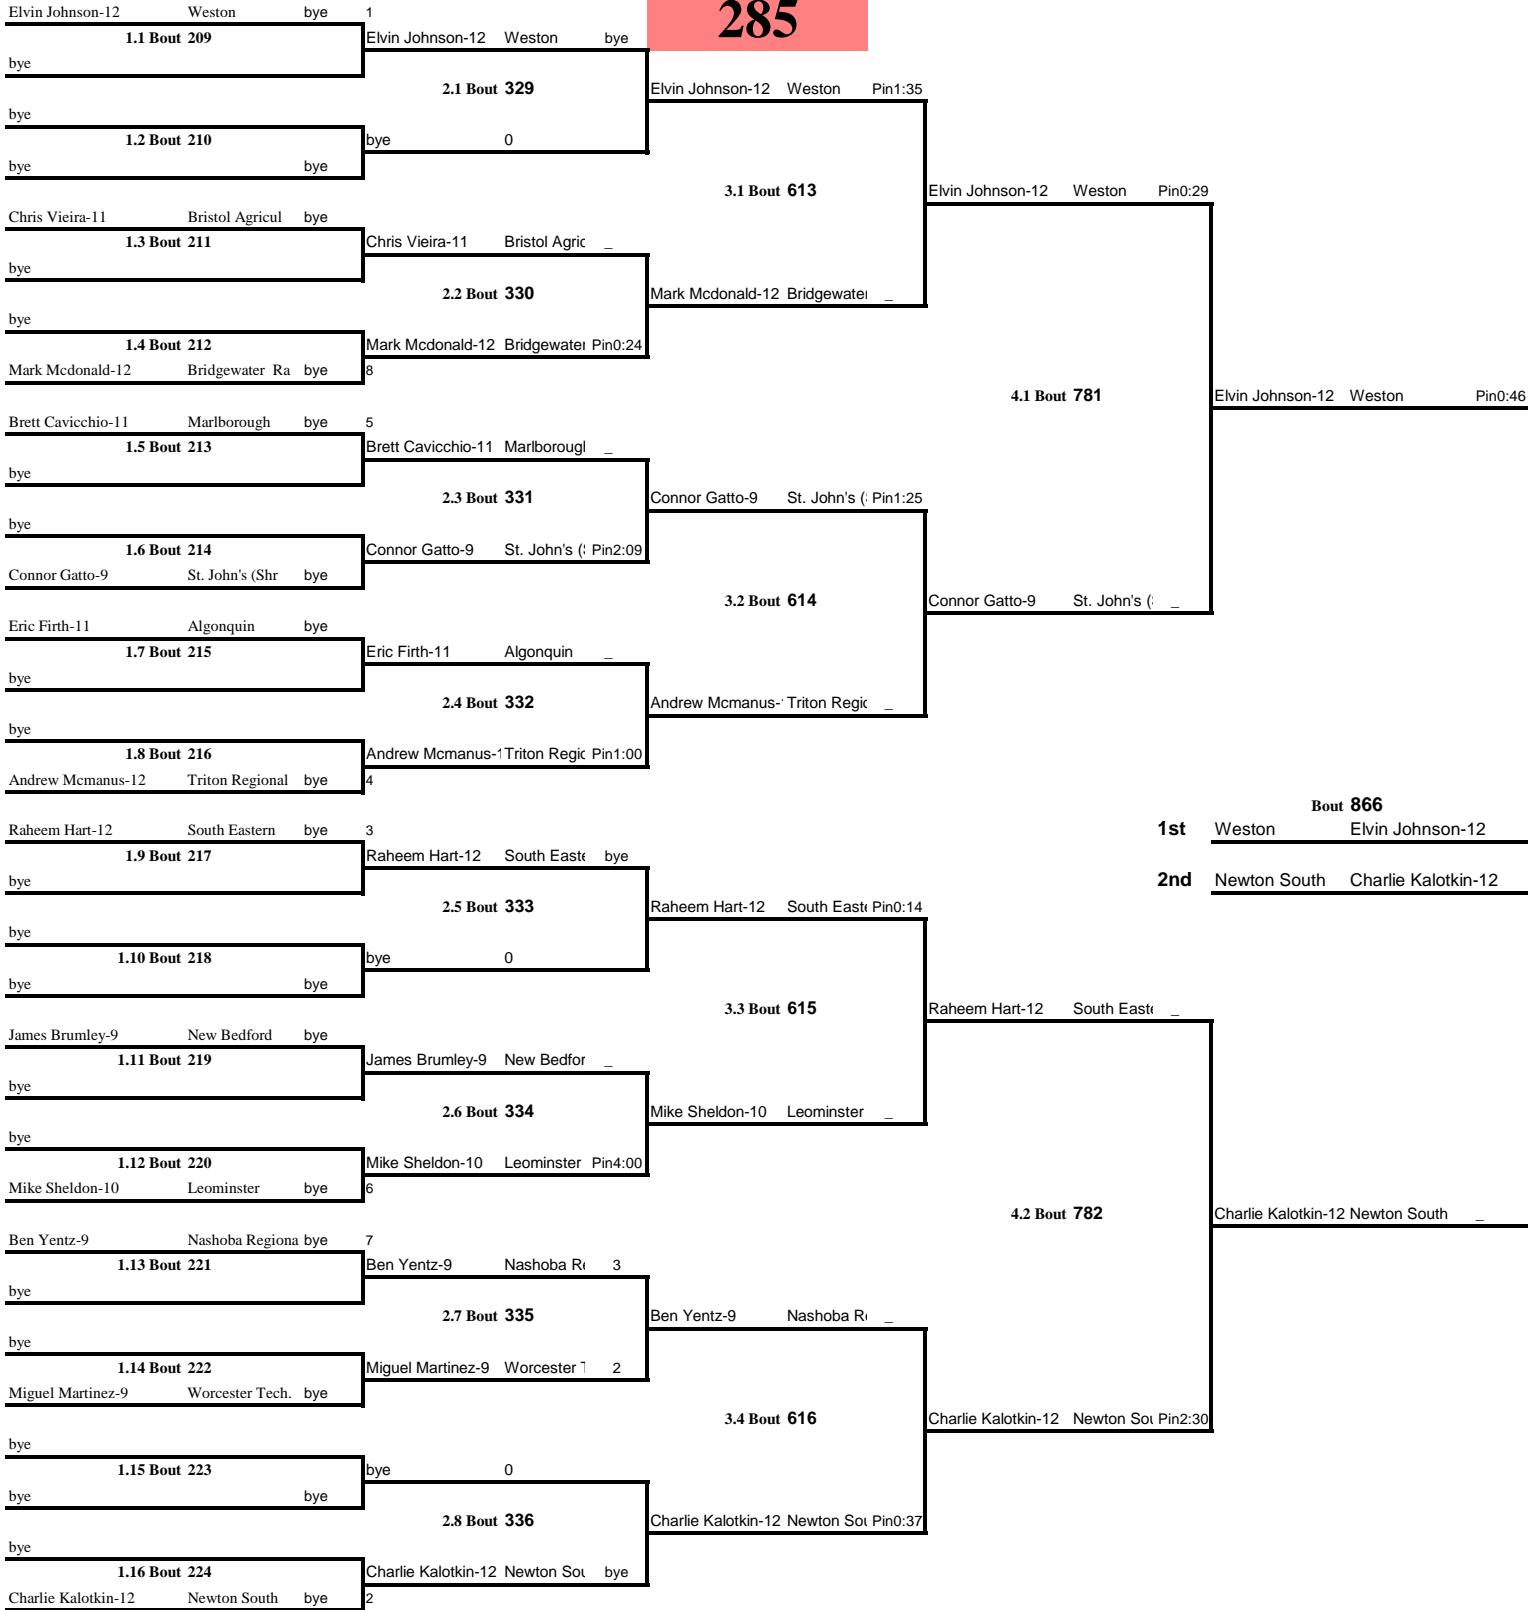 285
Elvin Johnson-12 Weston bye 1
1.1 Bout 209 Elvin Johnson-12 Weston bye
bye
2.1 Bout 329 Elvin Johnson-12 Weston Pin1:35
bye
1.2 Bout 210 bye 0
bye bye
3.1 Bout 613 Elvin Johnson-12 Weston Pin0:29
Chris Vieira-11 Bristol Agricul bye
1.3 Bout 211 Chris Vieira-11 Bristol Agric _
bye
2.2 Bout 330 Mark Mcdonald-12 Bridgewater _
bye
1.4 Bout 212 Mark Mcdonald-12 Bridgewater Pin0:24
Mark Mcdonald-12 Bridgewater Ra bye 8
4.1 Bout 781 Elvin Johnson-12 Weston Pin0:46
Brett Cavicchio-11 Marlborough bye 5
1.5 Bout 213 Brett Cavicchio-11 Marlborough _
bye
2.3 Bout 331 Connor Gatto-9 St. John's ( Pin1:25
bye
1.6 Bout 214 Connor Gatto-9 St. John's ( Pin2:09
Connor Gatto-9 St. John's (Shr bye
3.2 Bout 614 Connor Gatto-9 St. John's ( _
Eric Firth-11 Algonquin bye
1.7 Bout 215 Eric Firth-11 Algonquin _
bye
2.4 Bout 332 Andrew Mcmanus- Triton Regic _
bye
1.8 Bout 216 Andrew Mcmanus-1 Triton Regic Pin1:00
Andrew Mcmanus-12 Triton Regional bye 4
Bout 866
Raheem Hart-12 South Eastern bye 3 1st Weston Elvin Johnson-12
1.9 Bout 217 Raheem Hart-12 South Easte bye
bye 2nd Newton South Charlie Kalotkin-12
2.5 Bout 333 Raheem Hart-12 South Easte Pin0:14
bye
1.10 Bout 218 bye 0
bye bye
3.3 Bout 615 Raheem Hart-12 South Easte _
James Brumley-9 New Bedford bye
1.11 Bout 219 James Brumley-9 New Bedfor _
bye
2.6 Bout 334 Mike Sheldon-10 Leominster _
bye
1.12 Bout 220 Mike Sheldon-10 Leominster Pin4:00
Mike Sheldon-10 Leominster bye 6
4.2 Bout 782 Charlie Kalotkin-12 Newton South _
Ben Yentz-9 Nashoba Regiona bye 7
1.13 Bout 221 Ben Yentz-9 Nashoba Re 3
bye
2.7 Bout 335 Ben Yentz-9 Nashoba Re _
bye
1.14 Bout 222 Miguel Martinez-9 Worcester T 2
Miguel Martinez-9 Worcester Tech. bye
3.4 Bout 616 Charlie Kalotkin-12 Newton Sou Pin2:30
bye
1.15 Bout 223 bye 0
bye bye
2.8 Bout 336 Charlie Kalotkin-12 Newton Sou Pin0:37
bye
1.16 Bout 224 Charlie Kalotkin-12 Newton Sou bye
Charlie Kalotkin-12 Newton South bye 2